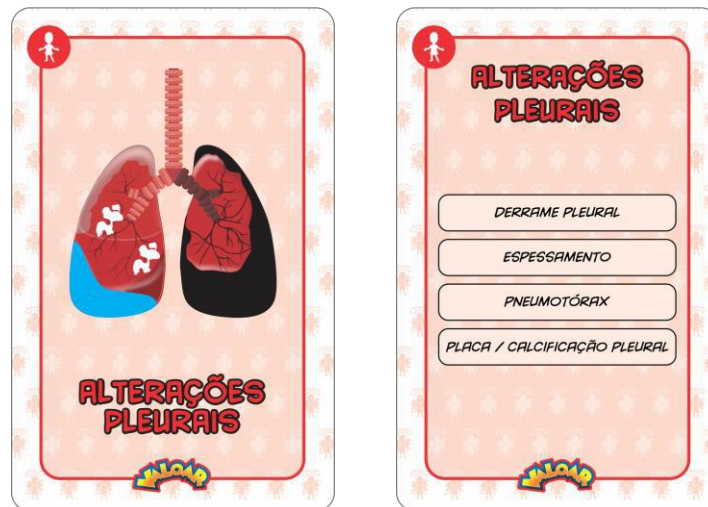 ALTERAÇÕES
PLEURAIS
VALOAR
ALTERAÇÕES
PLEURAIS
DERRAME PLEURAL
ESPESSAMENTO
PNEUMOTÓRAX
PLACA / CALCIFICAÇÃO PLEURAL
VALOAR